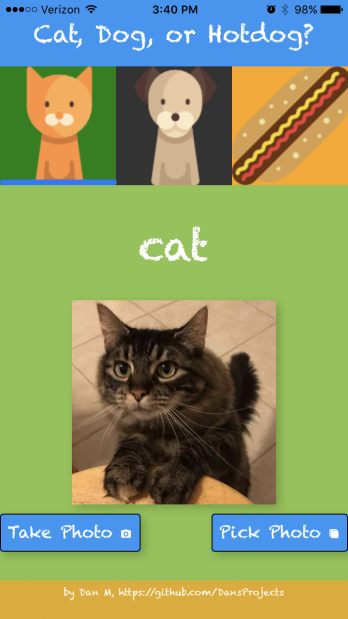 Verizon 3:40 PM 98%
Cat, Dog, or Hotdog?
cat
Take Photo Pick Photo
by Dan M, https://github.com/DansProjects